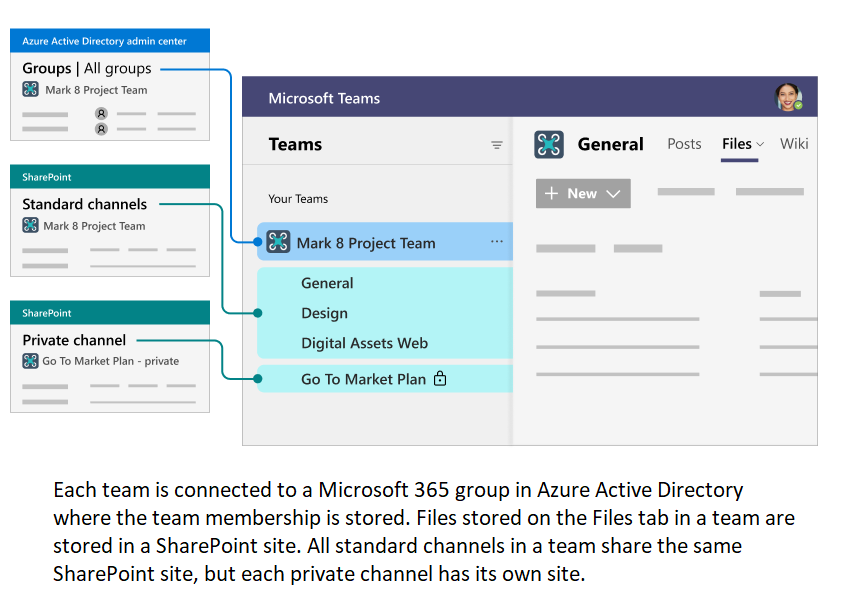 Azure Active Directory admin center
Groups | All groups
Mark 8 Project Team
SharePoint
Standard channels
Mark 8 Project Team
SharePoint
Private channel
Go To Market Plan - private
Microsoft Teams
Teams
Your Teams
Mark 8 Project Team ...
General
Design
Digital Assets Web
Go To Market Plan
General Posts Files Wiki
+ New
Each team is connected to a Microsoft 365 group in Azure Active Directory
where the team membership is stored. Files stored on the Files tab in a team are
stored in a SharePoint site. All standard channels in a team share the same
SharePoint site, but each private channel has its own site.